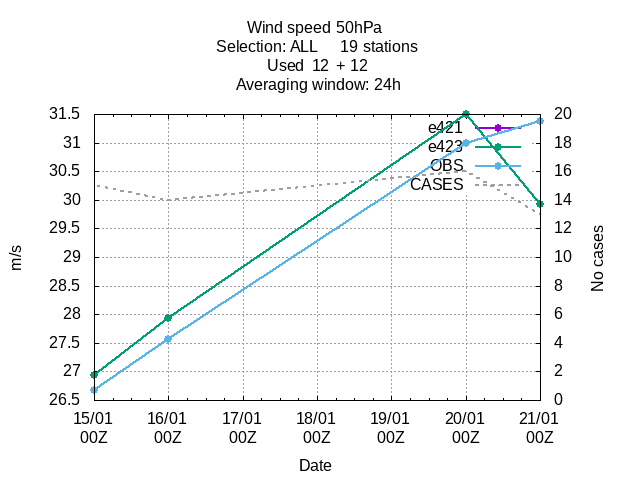 Wind speed 50hPa
Selection: ALL 19 stations
Used 12 + 12
Averaging window: 24h
31.5
31
30.5
30
29.5
29
28.5
28
27.5
27
26.5
m/s
20
18
16
14
12
10
8
6
4
2
0
No cases
e421
e423
OBS
CASES
15/01 16/01 17/01 18/01 19/01 20/01 21/01
00Z 00Z 00Z 00Z 00Z 00Z 00Z
Date